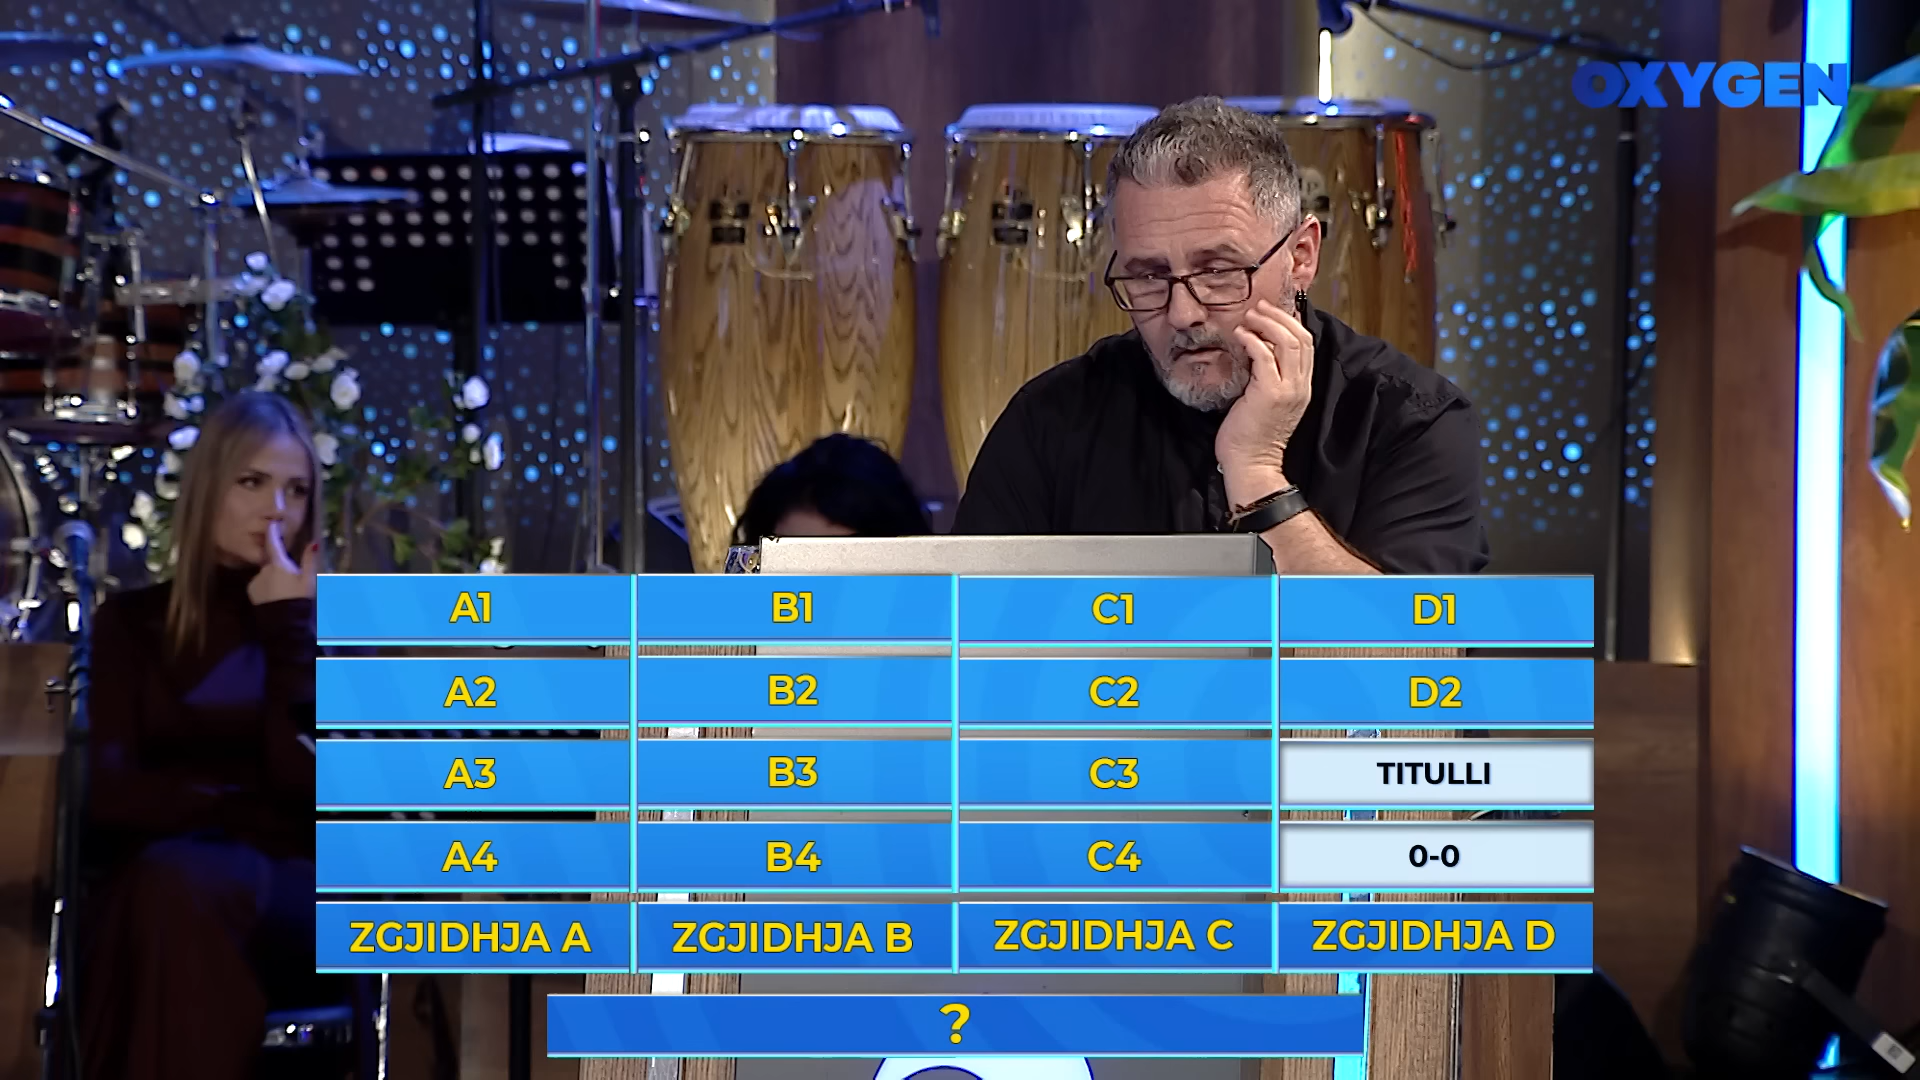 OXYGEN
A1 B1 C1 D1
A2 B2 C2 D2
A3 B3 C3 TITULLI
A4 B4 C4 0-0
ZGJIDHJA A ZGJIDHJA B ZGJIDHJA C ZGJIDHJA D
?